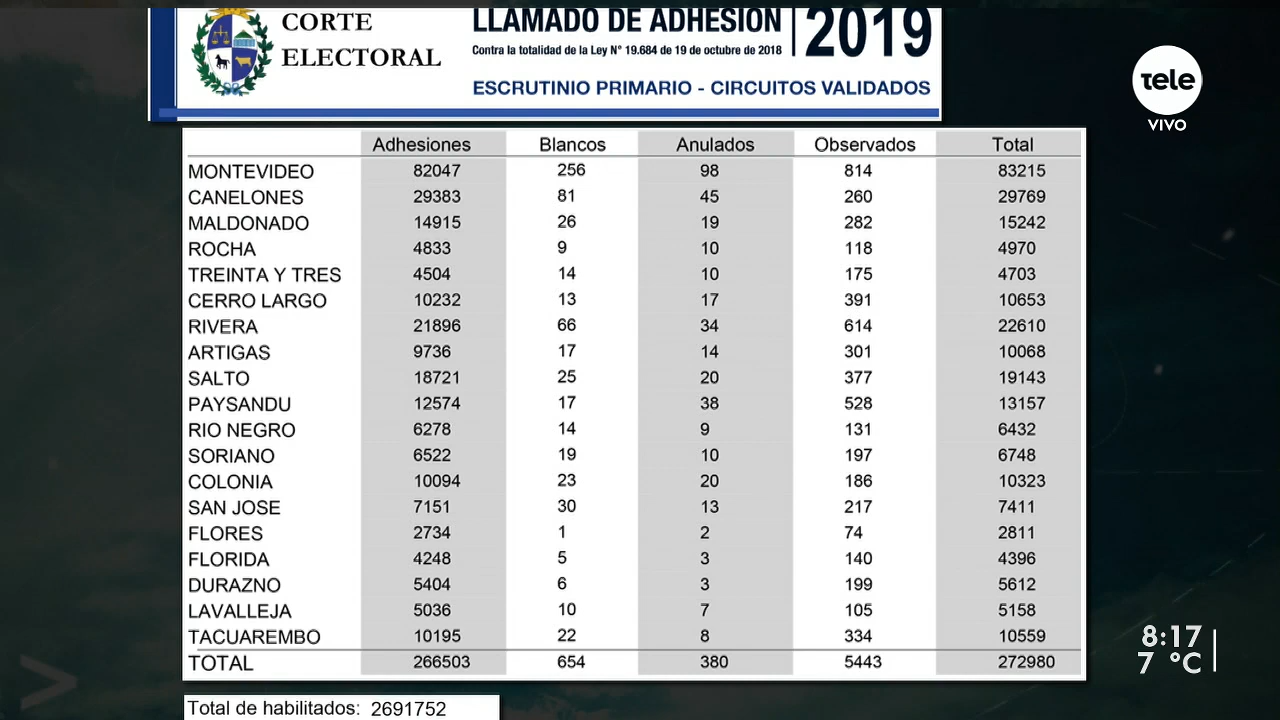 CORTE
ELECTORAL
LLAMADO DE ADHESIÓN
Contra la totalidad de la Ley N° 19.684 de 19 de octubre de 2018
2019
ESCRUTINIO PRIMARIO - CIRCUITOS VALIDADOS
tele
VIVO
Adhesiones Blancos Anulados Observados Total
MONTEVIDEO 82047 256 98 814 83215
CANELONES 29383 81 45 260 29769
MALDONADO 14915 26 19 282 15242
ROCHA 4833 9 10 118 4970
TREINTA Y TRES 4504 14 10 175 4703
CERRO LARGO 10232 13 17 391 10653
RIVERA 21896 66 34 614 22610
ARTIGAS 9736 17 14 301 10068
SALTO 18721 25 20 377 19143
PAYSANDU 12574 17 38 528 13157
RIO NEGRO 6278 14 9 131 6432
SORIANO 6522 19 10 197 6748
COLONIA 10094 23 20 186 10323
SAN JOSE 7151 30 13 217 7411
FLORES 2734 1 2 74 2811
FLORIDA 4248 5 3 140 4396
DURAZNO 5404 6 3 199 5612
LAVALLEJA 5036 10 7 105 5158
TACUAREMBO 10195 22 8 334 10559
TOTAL 266503 654 380 5443 272980
Total de habilitados: 2691752
8:17
7 °C